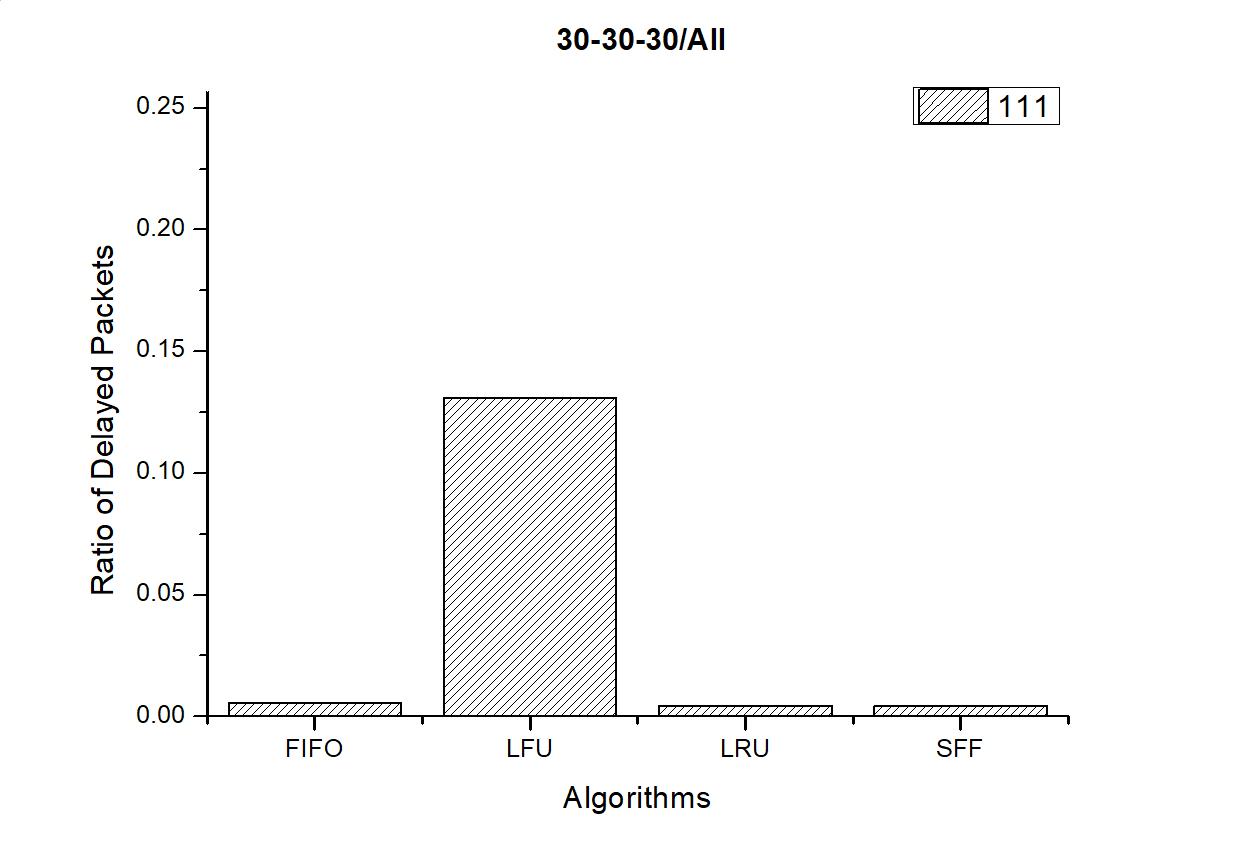 30-30-30/All
111
0.25
0.20
0.15
0.10
0.05
0.00
Ratio of Delayed Packets
FIFO LFU LRU SFF
Algorithms